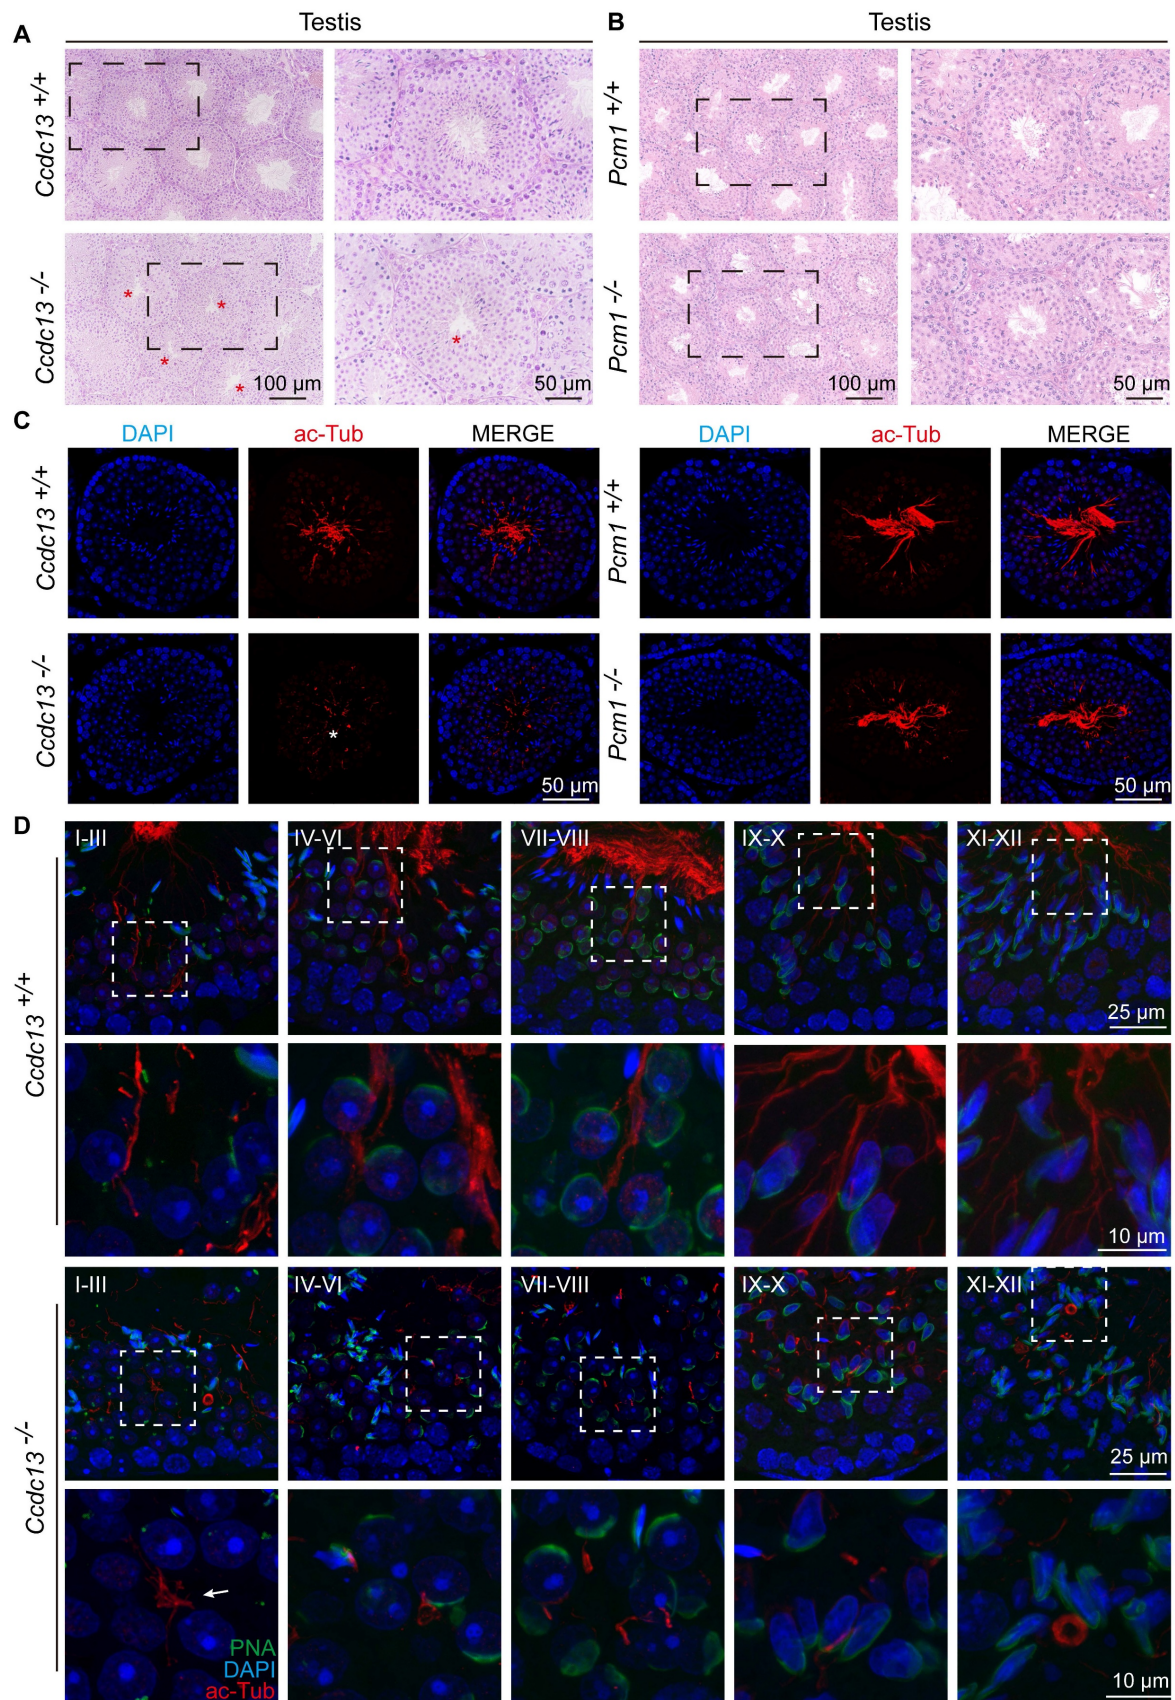 A
Testis
B
Testis
Ccdc13 +/+
Pcm1 +/+
Ccdc13 -/-
Pcm1 -/-
*
*
*
*
*
100 µm
50 µm
100 µm
50 µm
C
DAPI
ac-Tub
MERGE
DAPI
ac-Tub
MERGE
Ccdc13 +/+
Pcm1 +/+
Ccdc13 -/-
Pcm1 -/-
*
50 µm
50 µm
D
I-III
IV-VI
VII-VIII
IX-X
XI-XII
Ccdc13 +/+
25 µm
10 µm
I-III
IV-VI
VII-VIII
IX-X
XI-XII
Ccdc13 -/-
25 µm
PNA
DAPI
ac-Tub
10 µm